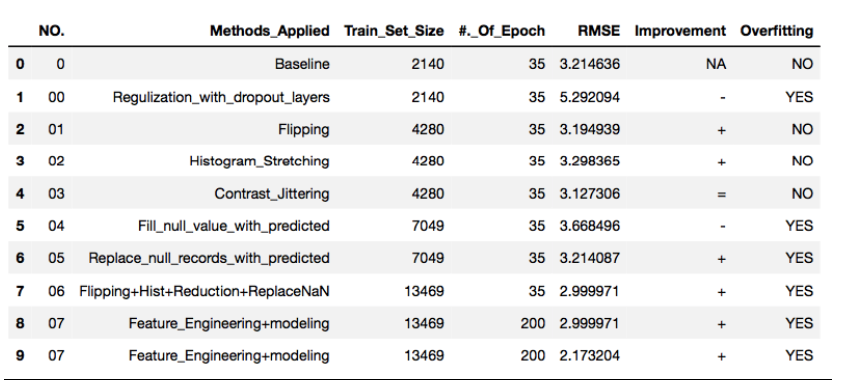 NO. Methods_Applied Train_Set_Size #._Of_Epoch RMSE Improvement Overfitting
0 0 Baseline 2140 35 3.214636 NA NO
1 00 Regulization_with_dropout_layers 2140 35 5.292094 - YES
2 01 Flipping 4280 35 3.194939 + NO
3 02 Histogram_Stretching 4280 35 3.298365 + NO
4 03 Contrast_Jittering 4280 35 3.127306 = NO
5 04 Fill_null_value_with_predicted 7049 35 3.668496 - YES
6 05 Replace_null_records_with_predicted 7049 35 3.214087 + YES
7 06 Flipping+Hist+Reduction+ReplaceNaN 13469 35 2.999971 + YES
8 07 Feature_Engineering+modeling 13469 200 2.999971 + YES
9 07 Feature_Engineering+modeling 13469 200 2.173204 + YES